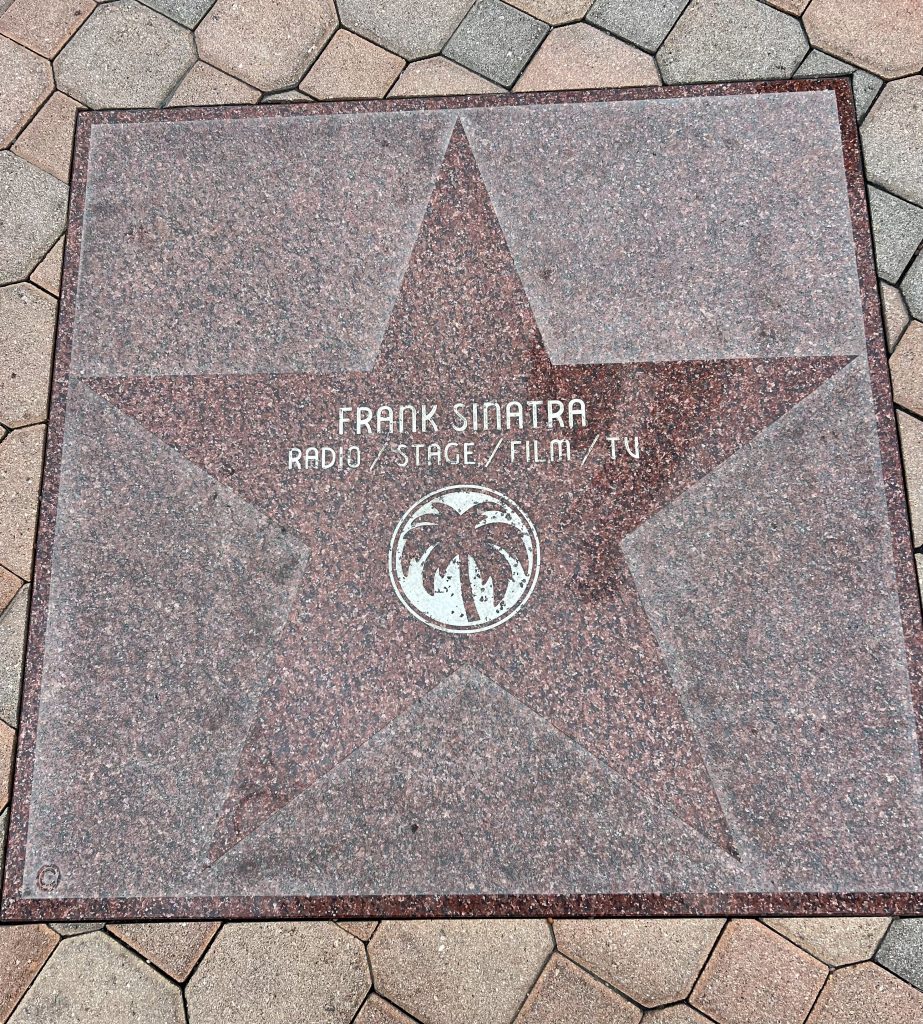 FRANK SINATRA
RADIO / STAGE / FILM / TV
©